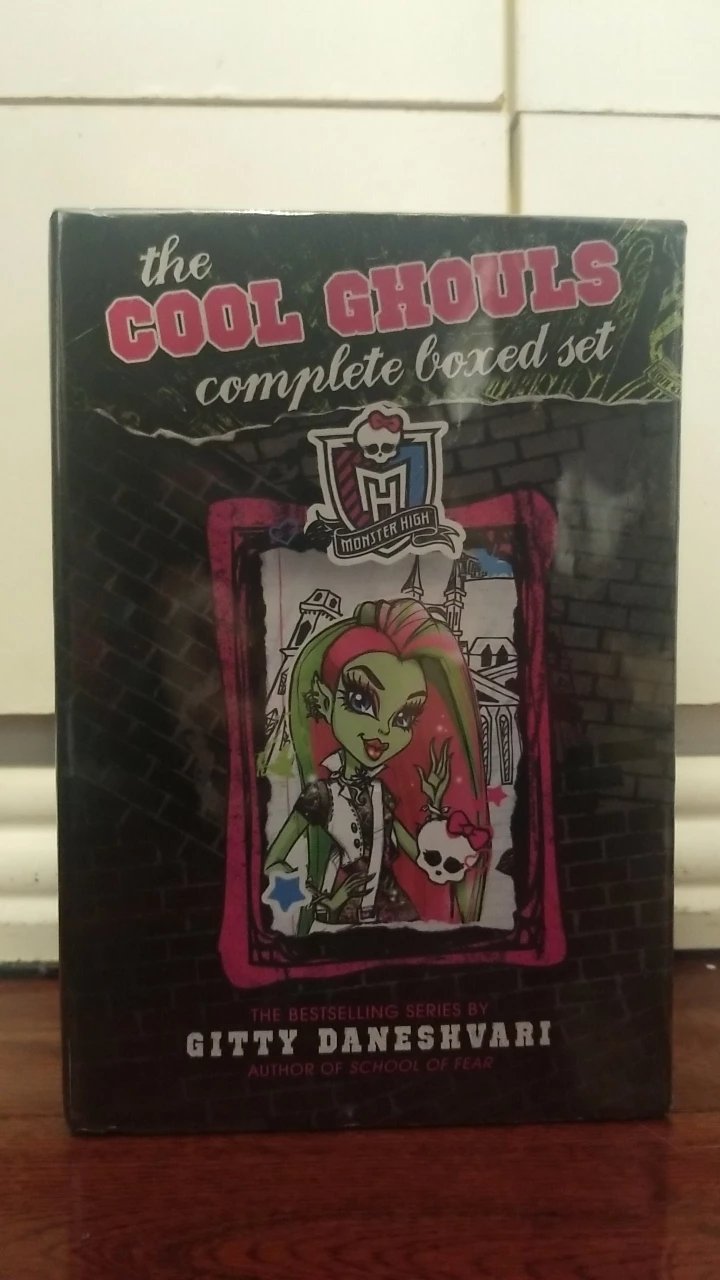 the
COOL GHOULS
complete boxed set
MONSTER HIGH
THE BESTSELLING SERIES BY
GITTY DANESHVARI
AUTHOR OF SCHOOL OF FEAR